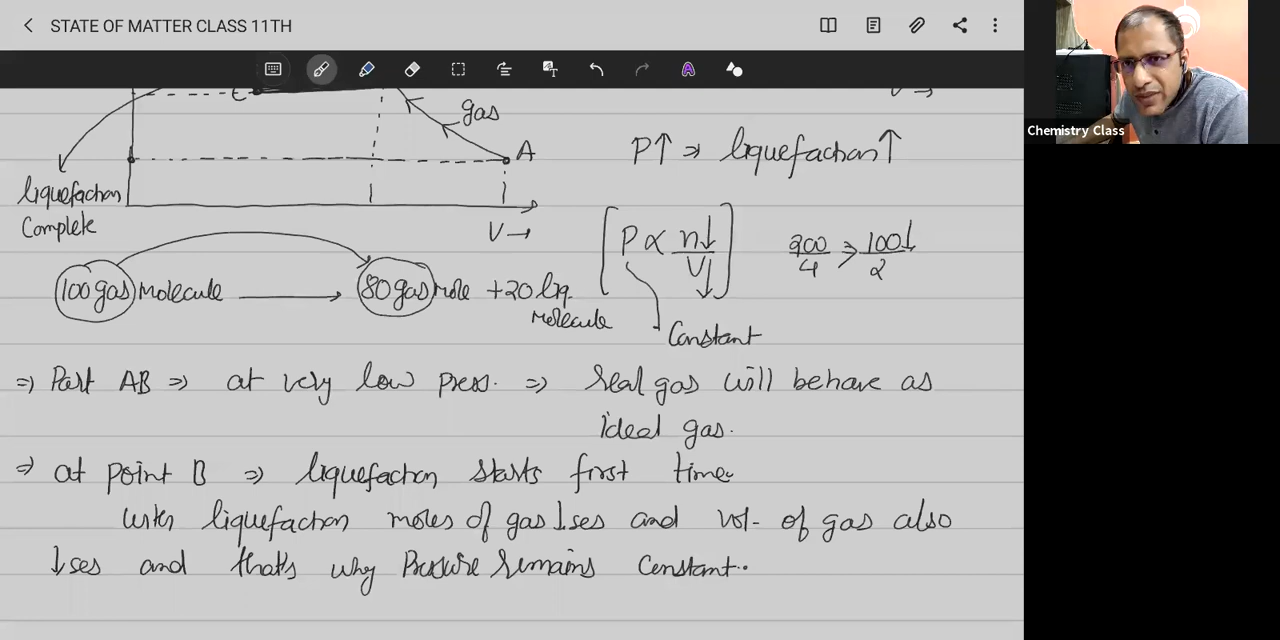 STATE OF MATTER CLASS 11TH
Chemistry Class
V →
gas
A
P↑ ⇒ liquefaction ↑
liquefaction
Complete
V →
[P ∝ n↓/V↓]
200/4 ⇒ 100↓/2
100 gas Molecule → 80 gas mole + 20 liq.
Molecule
Constant
⇒ Part AB ⇒ at very low press. ⇒ real gas will behave as
ideal gas.
⇒ at point B ⇒ liquefaction starts first time
with liquefaction moles of gas ↓ses and vol- of gas also
↓ses and that's why Pressure remains Constant..